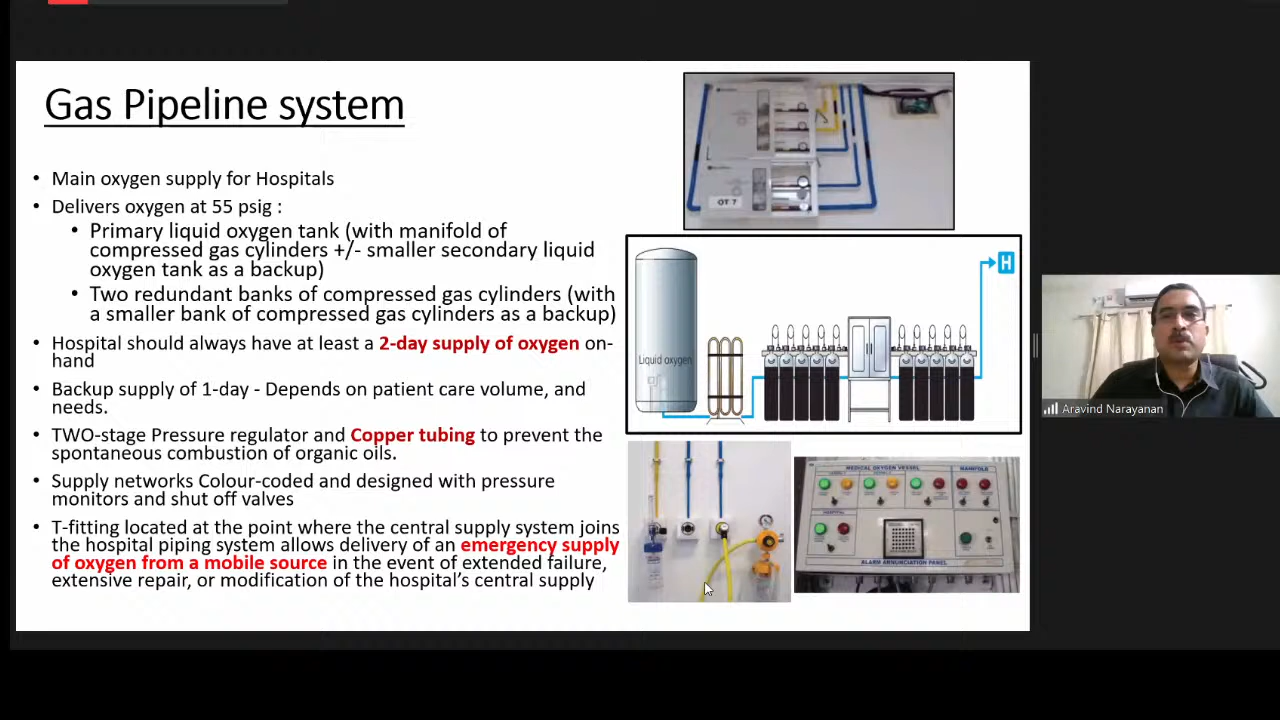 Gas Pipeline system
• Main oxygen supply for Hospitals
• Delivers oxygen at 55 psig :
• Primary liquid oxygen tank (with manifold of
compressed gas cylinders +/- smaller secondary liquid
oxygen tank as a backup)
• Two redundant banks of compressed gas cylinders (with
a smaller bank of compressed gas cylinders as a backup)
• Hospital should always have at least a 2-day supply of oxygen on-
hand
• Backup supply of 1-day - Depends on patient care volume, and
needs.
• TWO-stage Pressure regulator and Copper tubing to prevent the
spontaneous combustion of organic oils.
• Supply networks Colour-coded and designed with pressure
monitors and shut off valves
• T-fitting located at the point where the central supply system joins
the hospital piping system allows delivery of an emergency supply
of oxygen from a mobile source in the event of extended failure,
extensive repair, or modification of the hospital's central supply
OT 7
H
Liquid oxygen
MEDICAL OXYGEN VESSEL
MANIFOLD
HOSPITAL
ALARM ANNUNCIATION PANEL
Aravind Narayanan